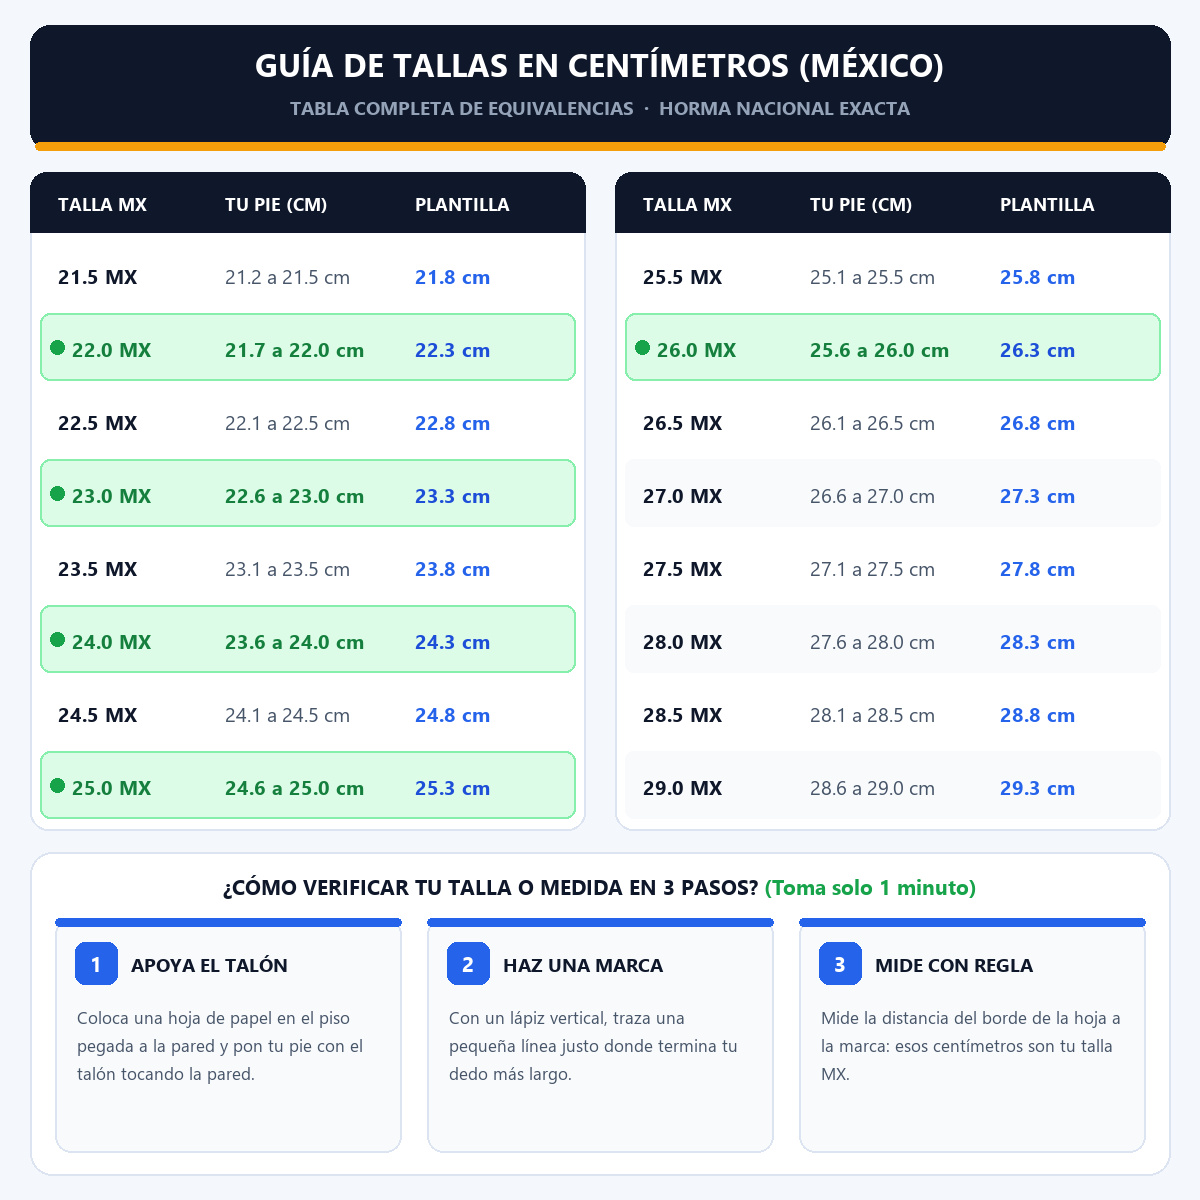 GUÍA DE TALLAS EN CENTÍMETROS (MÉXICO)
TABLA COMPLETA DE EQUIVALENCIAS · HORMA NACIONAL EXACTA
TALLA MX TU PIE (CM) PLANTILLA
21.5 MX 21.2 a 21.5 cm 21.8 cm
22.0 MX 21.7 a 22.0 cm 22.3 cm
22.5 MX 22.1 a 22.5 cm 22.8 cm
23.0 MX 22.6 a 23.0 cm 23.3 cm
23.5 MX 23.1 a 23.5 cm 23.8 cm
24.0 MX 23.6 a 24.0 cm 24.3 cm
24.5 MX 24.1 a 24.5 cm 24.8 cm
25.0 MX 24.6 a 25.0 cm 25.3 cm
TALLA MX TU PIE (CM) PLANTILLA
25.5 MX 25.1 a 25.5 cm 25.8 cm
26.0 MX 25.6 a 26.0 cm 26.3 cm
26.5 MX 26.1 a 26.5 cm 26.8 cm
27.0 MX 26.6 a 27.0 cm 27.3 cm
27.5 MX 27.1 a 27.5 cm 27.8 cm
28.0 MX 27.6 a 28.0 cm 28.3 cm
28.5 MX 28.1 a 28.5 cm 28.8 cm
29.0 MX 28.6 a 29.0 cm 29.3 cm
¿CÓMO VERIFICAR TU TALLA O MEDIDA EN 3 PASOS? (Toma solo 1 minuto)
1 APOYA EL TALÓN
Coloca una hoja de papel en el piso
pegada a la pared y pon tu pie con el
talón tocando la pared.
2 HAZ UNA MARCA
Con un lápiz vertical, traza una
pequeña línea justo donde termina tu
dedo más largo.
3 MIDE CON REGLA
Mide la distancia del borde de la hoja a
la marca: esos centímetros son tu talla
MX.